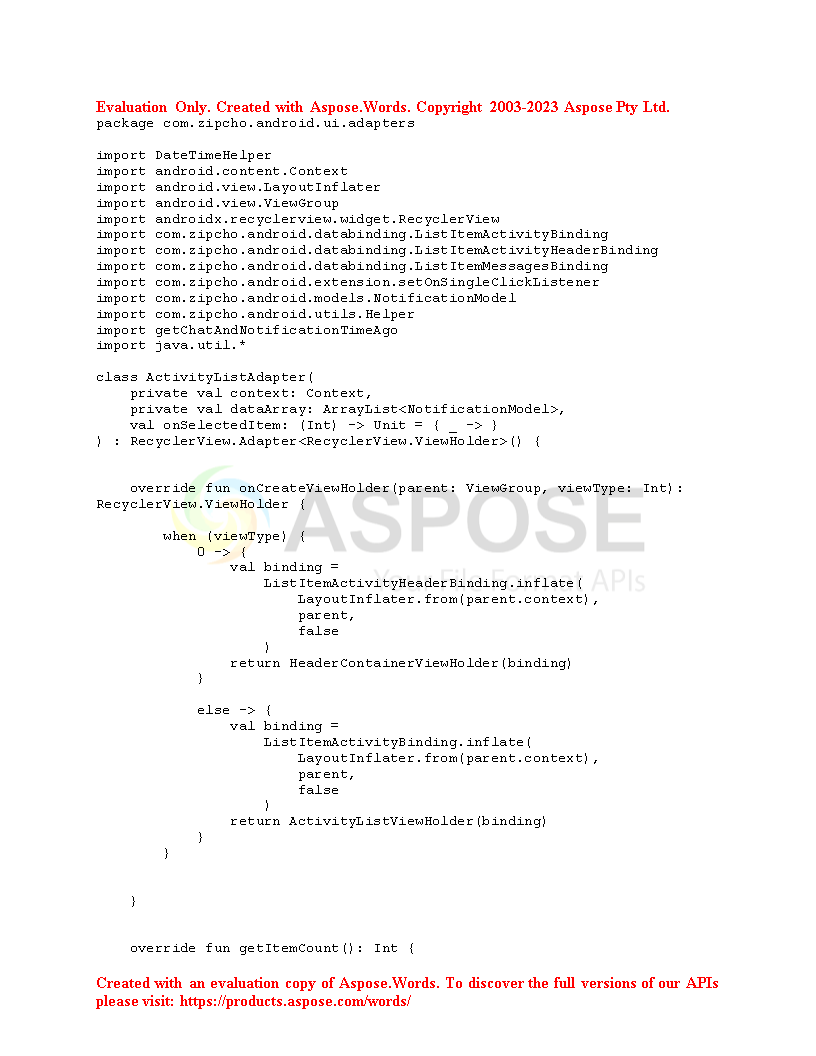 Evaluation Only. Created with Aspose.Words. Copyright 2003-2023 Aspose Pty Ltd.
package com.zipcho.android.ui.adapters

import DateTimeHelper
import android.content.Context
import android.view.LayoutInflater
import android.view.ViewGroup
import androidx.recyclerview.widget.RecyclerView
import com.zipcho.android.databinding.ListItemActivityBinding
import com.zipcho.android.databinding.ListItemActivityHeaderBinding
import com.zipcho.android.databinding.ListItemMessagesBinding
import com.zipcho.android.extension.setOnSingleClickListener
import com.zipcho.android.models.NotificationModel
import com.zipcho.android.utils.Helper
import getChatAndNotificationTimeAgo
import java.util.*

class ActivityListAdapter(
    private val context: Context,
    private val dataArray: ArrayList<NotificationModel>,
    val onSelectedItem: (Int) -> Unit = { _ -> }
) : RecyclerView.Adapter<RecyclerView.ViewHolder>() {


    override fun onCreateViewHolder(parent: ViewGroup, viewType: Int):
RecyclerView.ViewHolder {
ASPOSE

        when (viewType) {
            0 -> {
                val binding =
                    ListItemActivityHeaderBinding.inflate(
Your File Format APIs
                        LayoutInflater.from(parent.context),
                        parent,
                        false
                    )
                return HeaderContainerViewHolder(binding)
            }

            else -> {
                val binding =
                    ListItemActivityBinding.inflate(
                        LayoutInflater.from(parent.context),
                        parent,
                        false
                    )
                return ActivityListViewHolder(binding)
            }
        }


    }


    override fun getItemCount(): Int {

Created with an evaluation copy of Aspose.Words. To discover the full versions of our APIs
please visit: https://products.aspose.com/words/